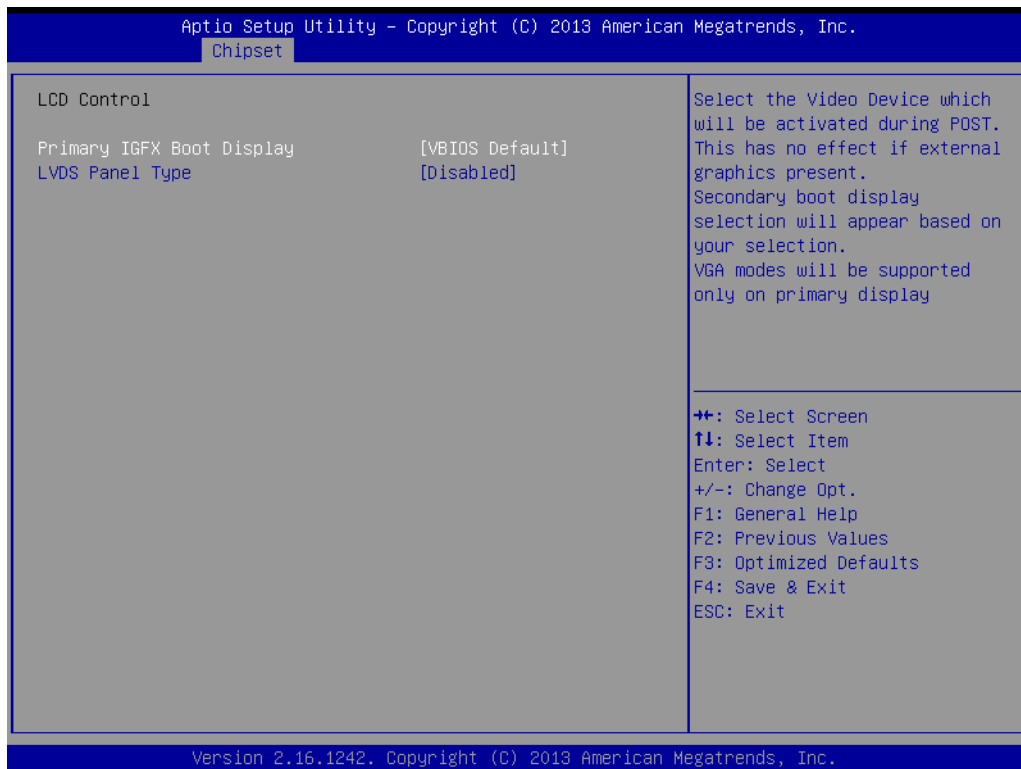 Aptio Setup Utility – Copyright (C) 2013 American Megatrends, Inc.
Chipset
LCD Control
Primary IGFX Boot Display [VBIOS Default]
LVDS Panel Type [Disabled]
Select the Video Device which
will be activated during POST.
This has no effect if external
graphics present.
Secondary boot display
selection will appear based on
your selection.
VGA modes will be supported
only on primary display
→←: Select Screen
↑↓: Select Item
Enter: Select
+/-: Change Opt.
F1: General Help
F2: Previous Values
F3: Optimized Defaults
F4: Save & Exit
ESC: Exit
Version 2.16.1242. Copyright (C) 2013 American Megatrends, Inc.